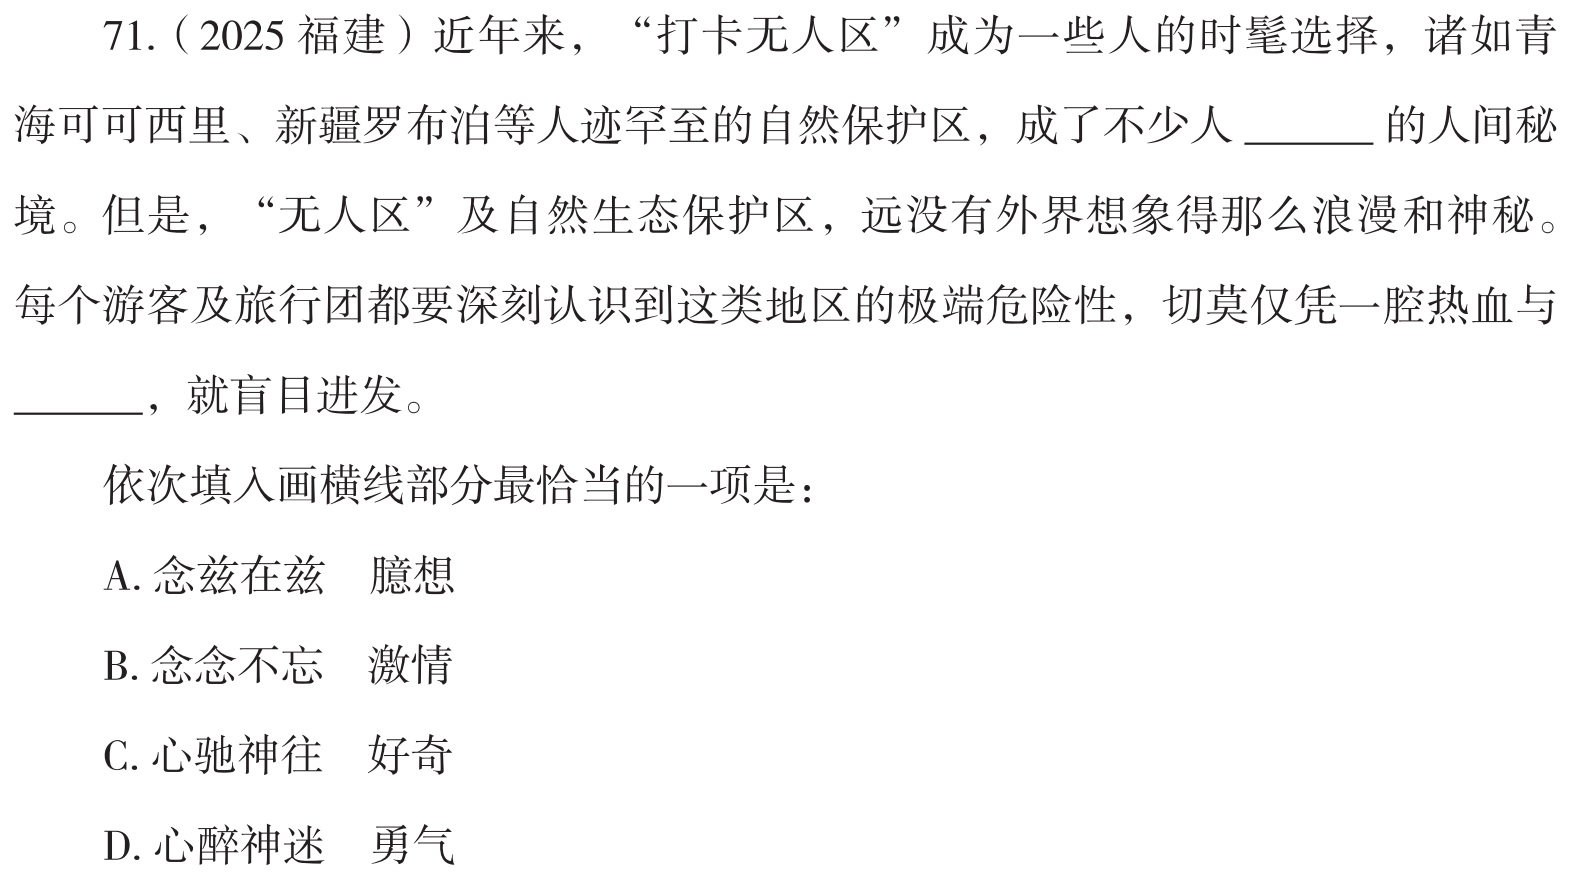 71.（2025 福建）近年来，“打卡无人区”成为一些人的时髦选择，诸如青
海可可西里、新疆罗布泊等人迹罕至的自然保护区，成了不少人 ______ 的人间秘
境。但是，“无人区”及自然生态保护区，远没有外界想象得那么浪漫和神秘。
每个游客及旅行团都要深刻认识到这类地区的极端危险性，切莫仅凭一腔热血与
______，就盲目进发。
依次填入画横线部分最恰当的一项是：
A. 念兹在兹　臆想
B. 念念不忘　激情
C. 心驰神往　好奇
D. 心醉神迷　勇气